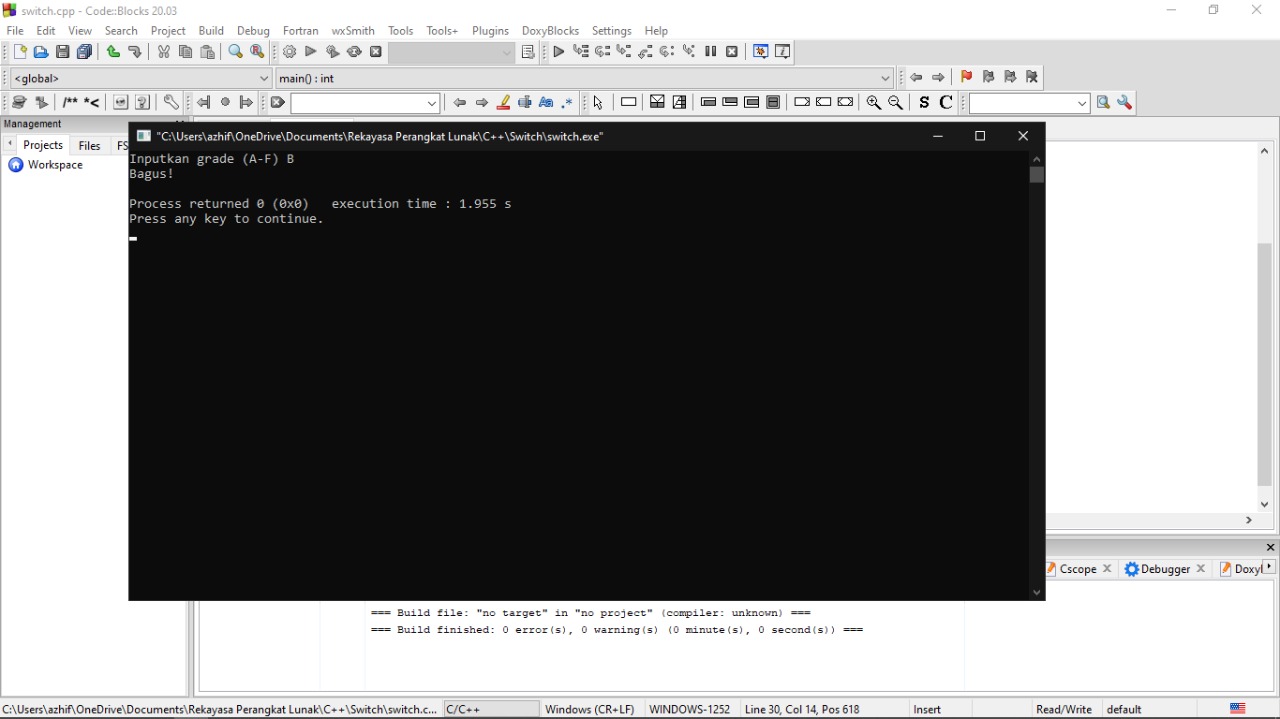 switch.cpp - Code::Blocks 20.03
File Edit View Search Project Build Debug Fortran wxSmith Tools Tools+ Plugins DoxyBlocks Settings Help
<global> main() : int
/** *<
S C
Management
Projects Files FS
Workspace
"C:\Users\azhif\OneDrive\Documents\Rekayasa Perangkat Lunak\C++\Switch\switch.exe"
Inputkan grade (A-F) B
Bagus!
Process returned 0 (0x0)   execution time : 1.955 s
Press any key to continue.
Cscope Debugger Doxyl
=== Build file: "no target" in "no project" (compiler: unknown) ===
=== Build finished: 0 error(s), 0 warning(s) (0 minute(s), 0 second(s)) ===
C:\Users\azhif\OneDrive\Documents\Rekayasa Perangkat Lunak\C++\Switch\switch.c... C/C++ Windows (CR+LF) WINDOWS-1252 Line 30, Col 14, Pos 618 Insert Read/Write default